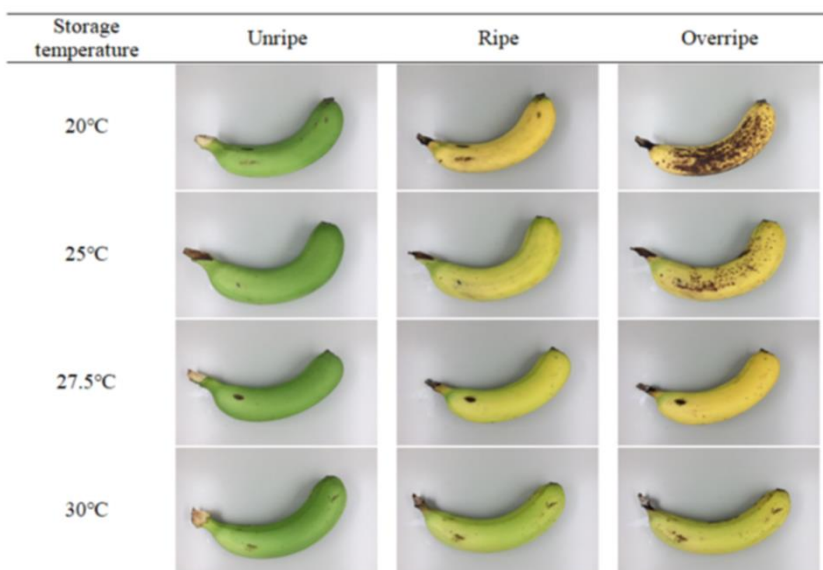 Storage
temperature
Unripe
Ripe
Overripe
20℃
25℃
27.5℃
30℃